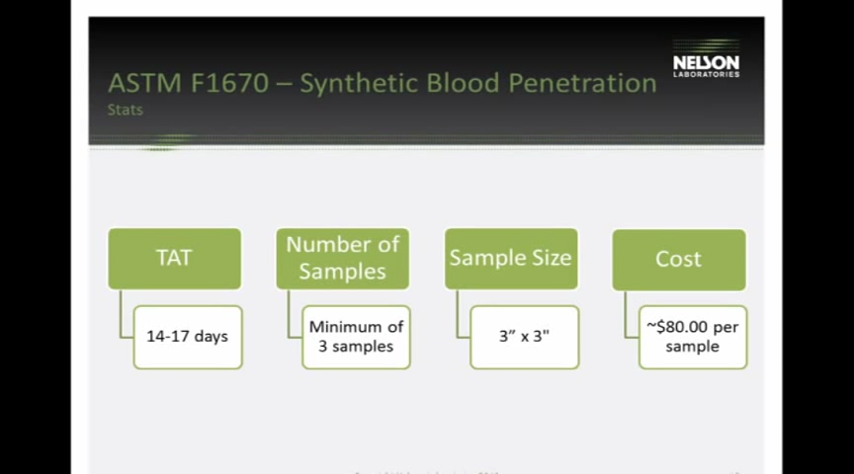 NELSON
LABORATORIES
ASTM F1670 – Synthetic Blood Penetration
Stats
TAT
14-17 days
Number of
Samples
Minimum of
3 samples
Sample Size
3” x 3"
Cost
~$80.00 per
sample